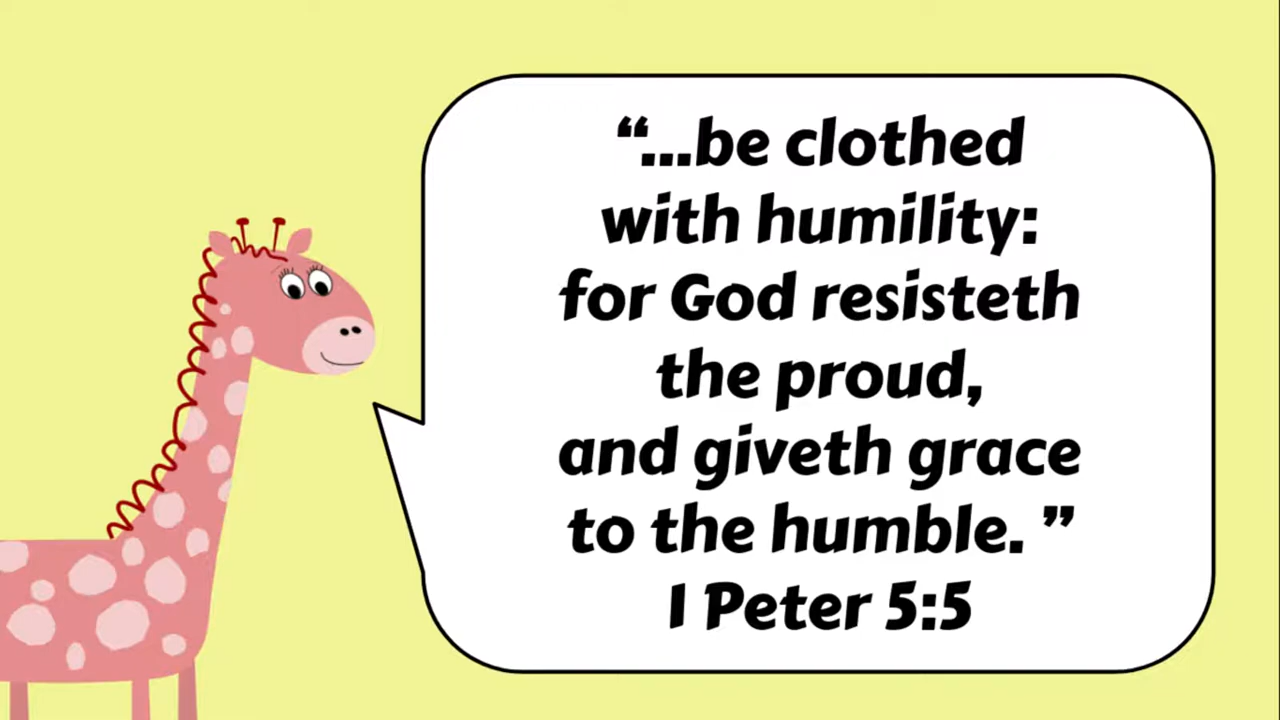 “...be clothed
with humility:
for God resisteth
the proud,
and giveth grace
to the humble. ”
I Peter 5:5